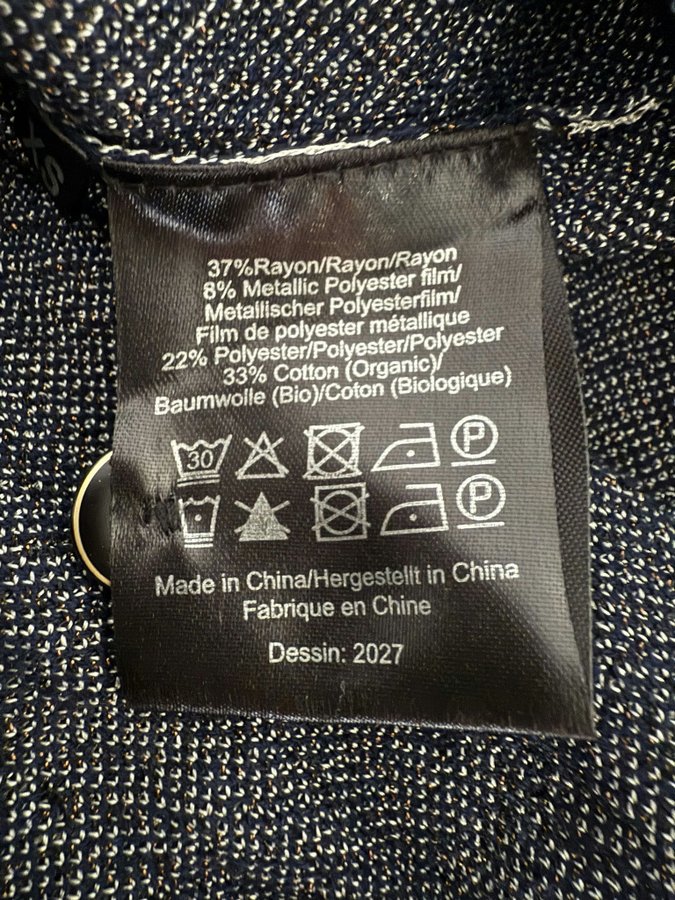 XS
37%Rayon/Rayon/Rayon
8% Metallic Polyester film/
Metallischer Polyesterfilm/
Film de polyester métallique
22% Polyester/Polyester/Polyester
33% Cotton (Organic)/
Baumwolle (Bio)/Coton (Biologique)
30 P
P
Made in China/Hergestellt in China
Fabrique en Chine
Dessin: 2027